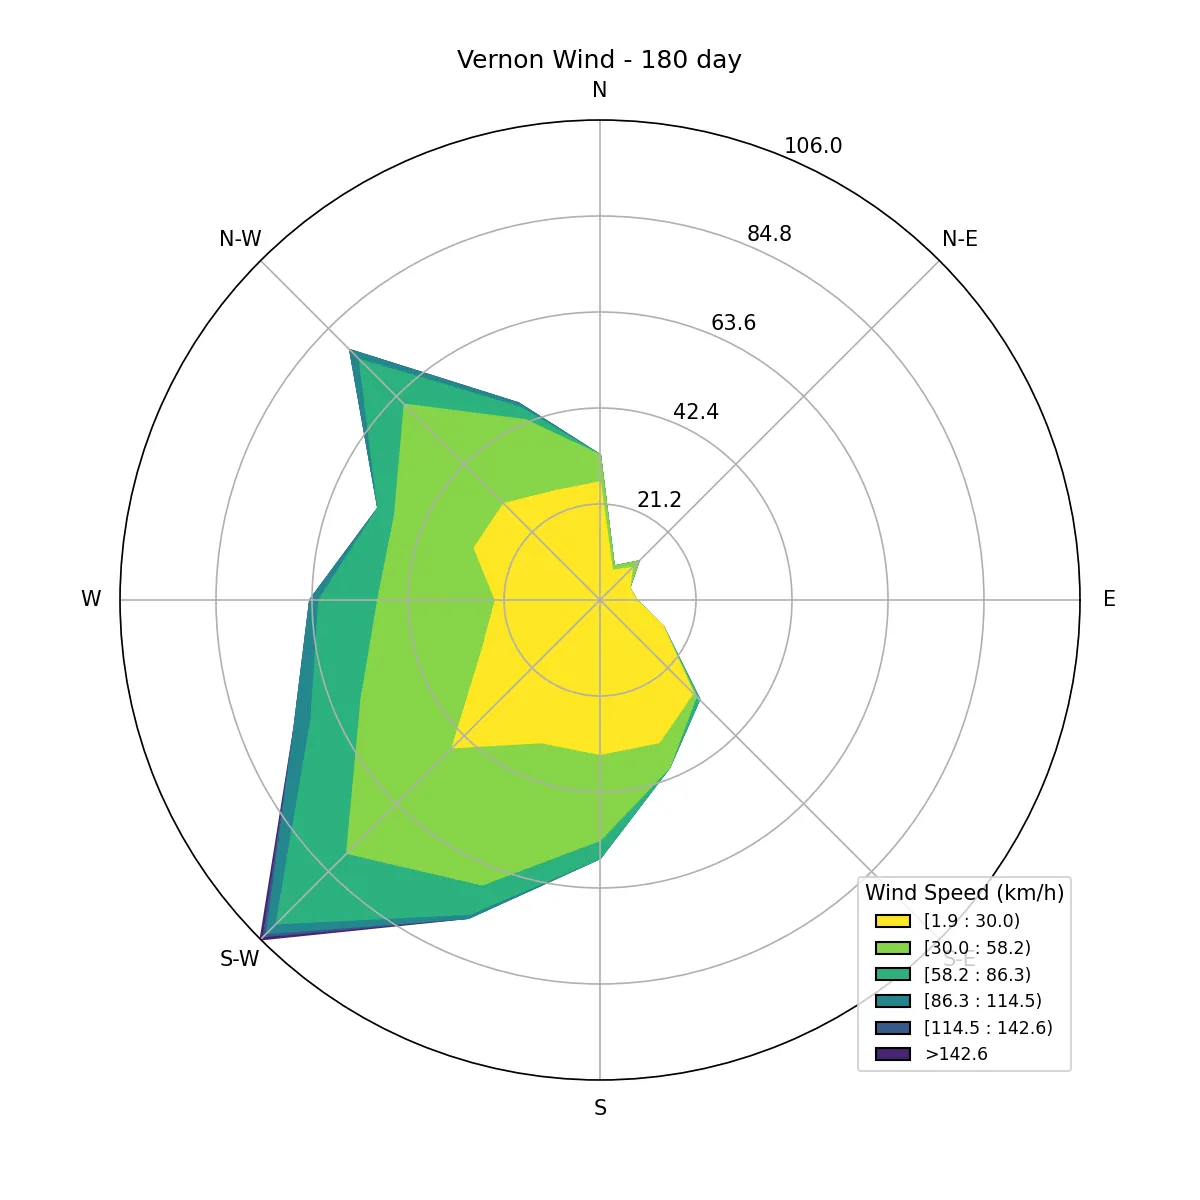 Vernon Wind - 180 day
N
106.0
N-W
84.8
N-E
63.6
42.4
21.2
W
E
S-W
S-E
S
Wind Speed (km/h)
[1.9 : 30.0)
[30.0 : 58.2)
[58.2 : 86.3)
[86.3 : 114.5)
[114.5 : 142.6)
>142.6